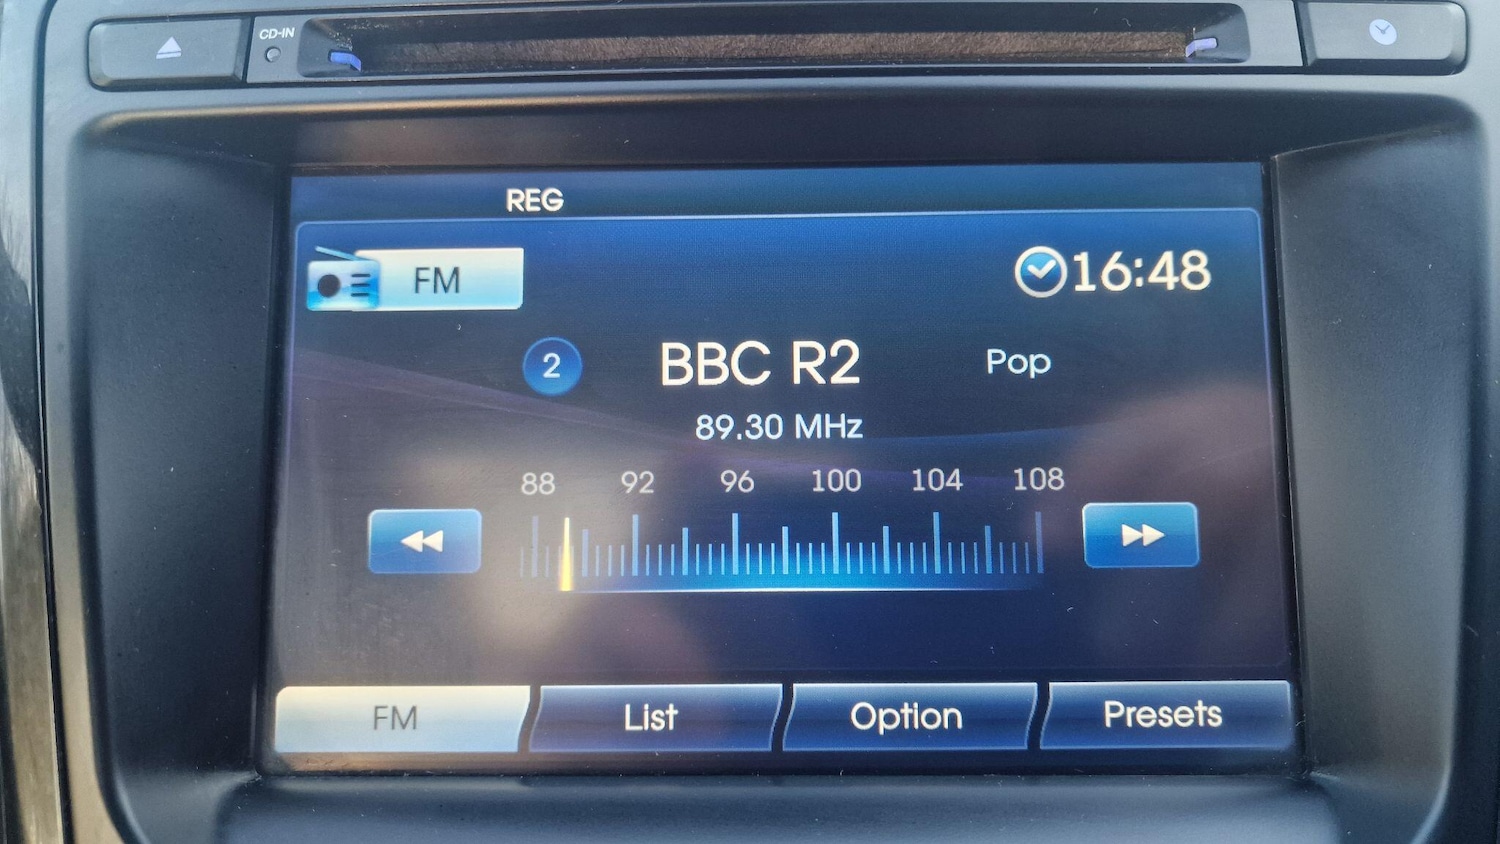 CD-IN
REG
FM
16:48
2 BBC R2 Pop
89.30 MHz
88 92 96 100 104 108
FM List Option Presets